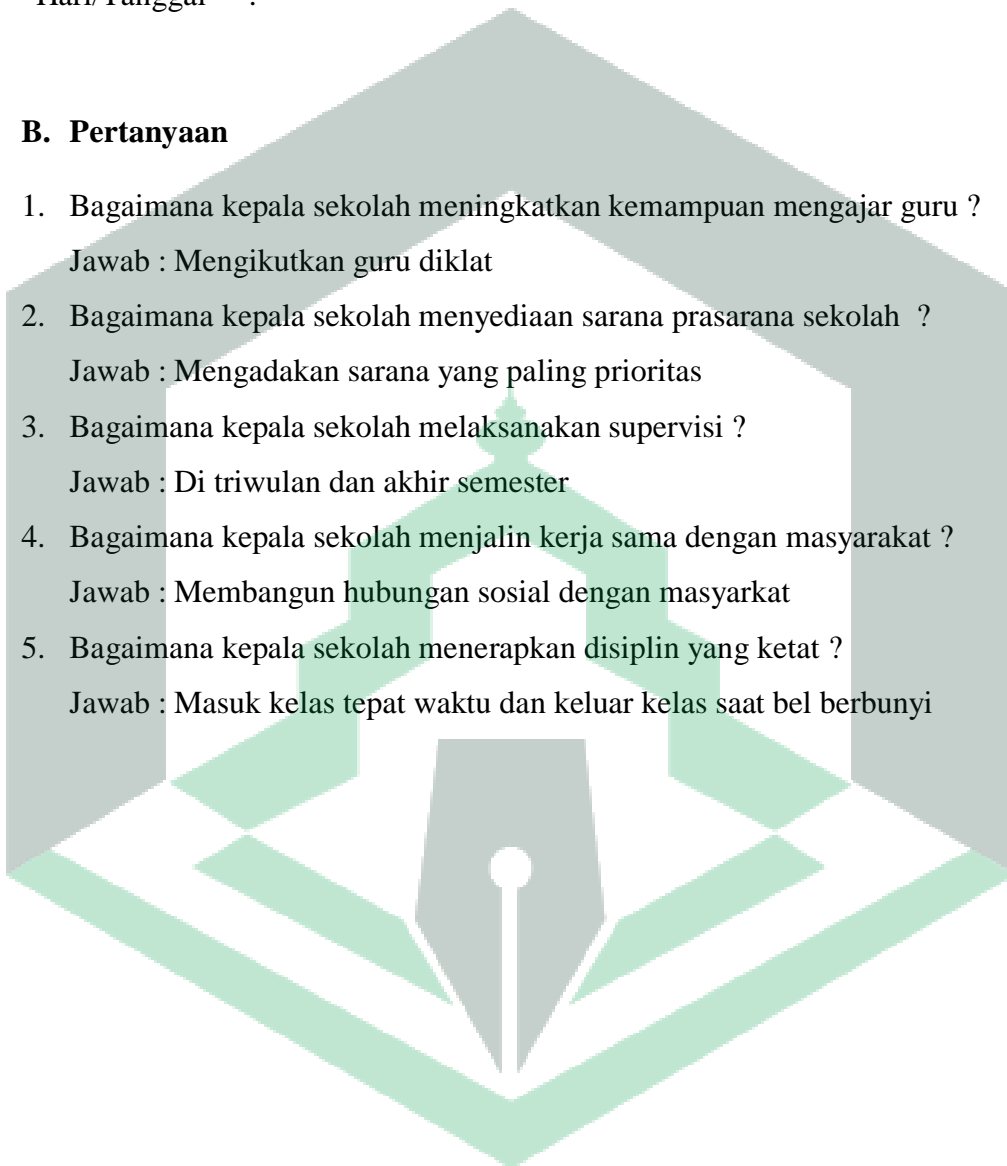 Hari/Tanggal :
B. Pertanyaan
1. Bagaimana kepala sekolah meningkatkan kemampuan mengajar guru ?
Jawab : Mengikutkan guru diklat
2. Bagaimana kepala sekolah menyediaan sarana prasarana sekolah ?
Jawab : Mengadakan sarana yang paling prioritas
3. Bagaimana kepala sekolah melaksanakan supervisi ?
Jawab : Di triwulan dan akhir semester
4. Bagaimana kepala sekolah menjalin kerja sama dengan masyarakat ?
Jawab : Membangun hubungan sosial dengan masyarkat
5. Bagaimana kepala sekolah menerapkan disiplin yang ketat ?
Jawab : Masuk kelas tepat waktu dan keluar kelas saat bel berbunyi